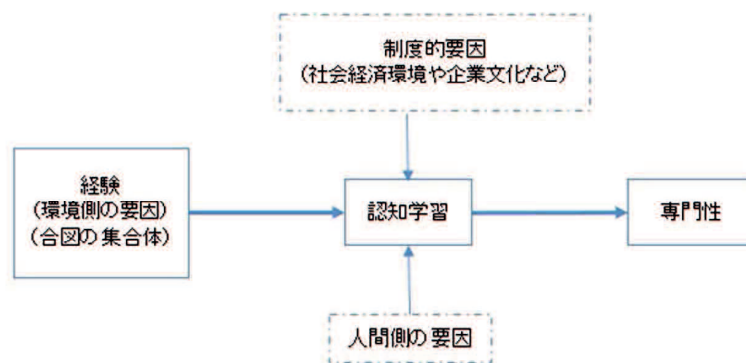 制度的要因
(社会経済環境や企業文化など)
経験
(環境側の要因)
(合図の集合体)
認知学習
専門性
人間側の要因